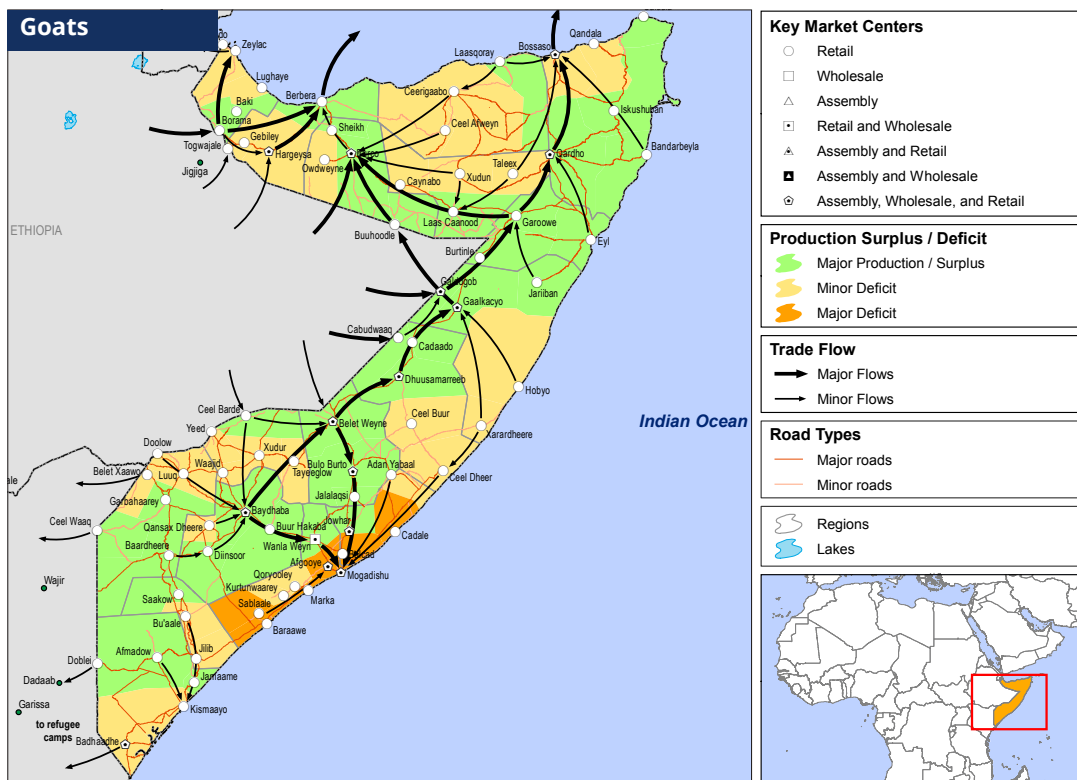 Goats
Zeylac
Lughaye
Baki
Borama
Gebiley
Togwajale
Hargeysa
Jigjiga
Berbera
Sheikh
Owdweyne
Ceerigaabo
Laasqoray
Bossaso
Qandala
Ceel Afweyn
Iskushuban
Bandarbeyla
Qardho
Taleex
Xudun
Caynabo
Laas Caanood
Garoowe
Buuhoodle
Burtinle
Eyl
Jariiban
ETHIOPIA
Galdogob
Gaalkacyo
Cabudwaaq
Cadaado
Dhuusamarreeb
Hobyo
Ceel Barde
Yeed
Belet Weyne
Ceel Buur
Xarardheere
Indian Ocean
Doolow
Belet Xaawo
Luuq
Waajid
Xudur
Tayeeglow
Bulo Burto
Adan Yabaal
Ceel Dheer
Garbahaarey
Jalalaqsi
Baydhaba
Ceel Waaq
Qansax Dheere
Buur Hakaba
Jowhar
Cadale
Baardheere
Diinsoor
Wanla Weyn
Afgooye
Mogadishu
Wajir
Qoryooley
Kurtunwaarey
Marka
Saakow
Sablaale
Baraawe
Bu'aale
Afmadow
Jilib
Doblei
Dadaab
Jamaame
Garissa
Kismaayo
to refugee
camps
Badhaadhe
Key Market Centers
Retail
Wholesale
Assembly
Retail and Wholesale
Assembly and Retail
Assembly and Wholesale
Assembly, Wholesale, and Retail
Production Surplus / Deficit
Major Production / Surplus
Minor Deficit
Major Deficit
Trade Flow
Major Flows
Minor Flows
Road Types
Major roads
Minor roads
Regions
Lakes